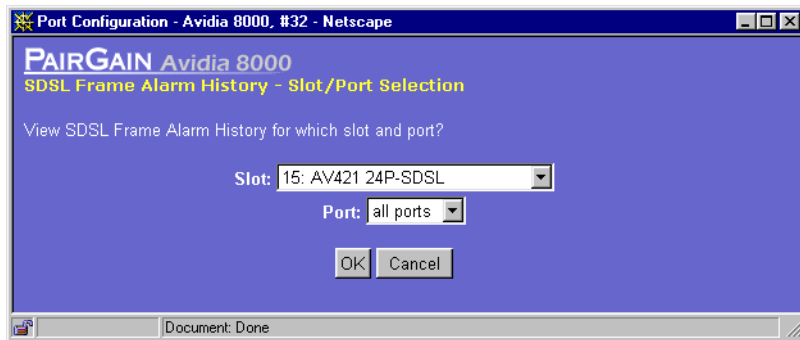 Port Configuration - Avidia 8000, #32 - Netscape
PAIRGAIN Avidia 8000
SDSL Frame Alarm History - Slot/Port Selection
View SDSL Frame Alarm History for which slot and port?
Slot: 15: AV421 24P-SDSL
Port: all ports
OK Cancel
Document: Done